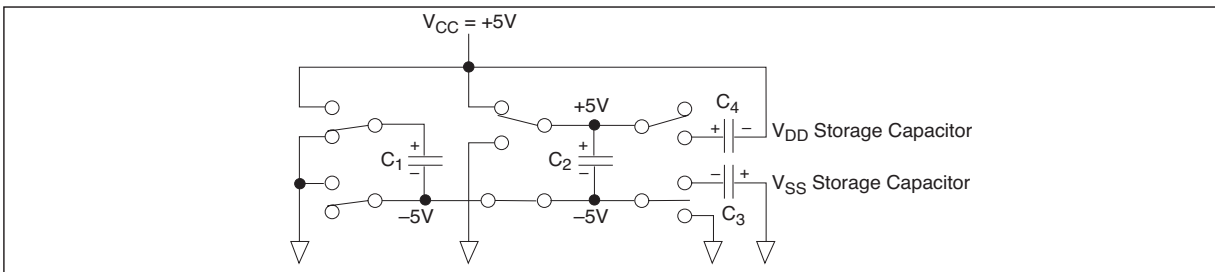 VCC = +5V
+5V
C4
+ −
VDD Storage Capacitor
+
C1
−
+
C2
−
− +
VSS Storage Capacitor
C3
–5V
–5V